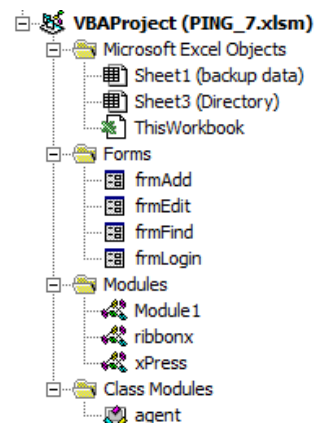 VBAProject (PING_7.xlsm)
Microsoft Excel Objects
Sheet1 (backup data)
Sheet3 (Directory)
ThisWorkbook
Forms
frmAdd
frmEdit
frmFind
frmLogin
Modules
Module1
ribbonx
xPress
Class Modules
agent